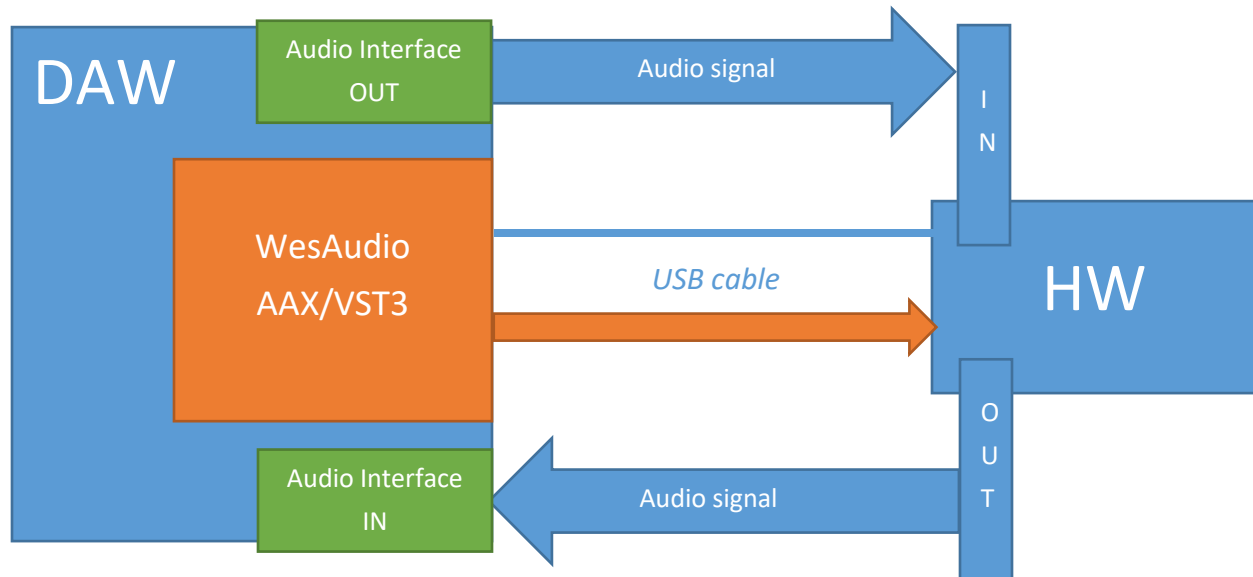 DAW
Audio Interface
OUT
Audio signal
I
N
WesAudio
AAX/VST3
USB cable
HW
Audio Interface
IN
Audio signal
O
U
T